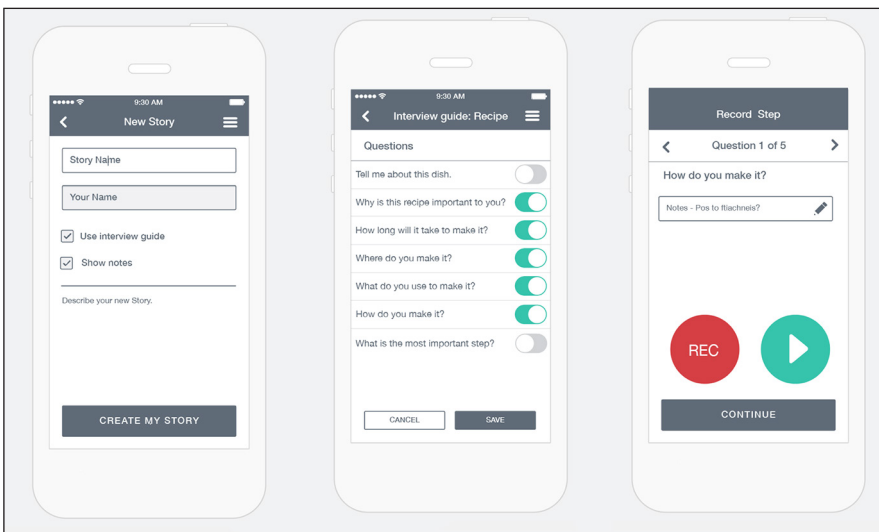 9:30 AM
New Story
Story Name
Your Name
Use interview guide
Show notes
Describe your new Story.
CREATE MY STORY
9:30 AM
Interview guide: Recipe
Questions
Tell me about this dish.
Why is this recipe important to you?
How long will it take to make it?
Where do you make it?
What do you use to make it?
How do you make it?
What is the most important step?
CANCEL SAVE
Record Step
Question 1 of 5
How do you make it?
Notes - Pos to ftiachneis?
REC
CONTINUE